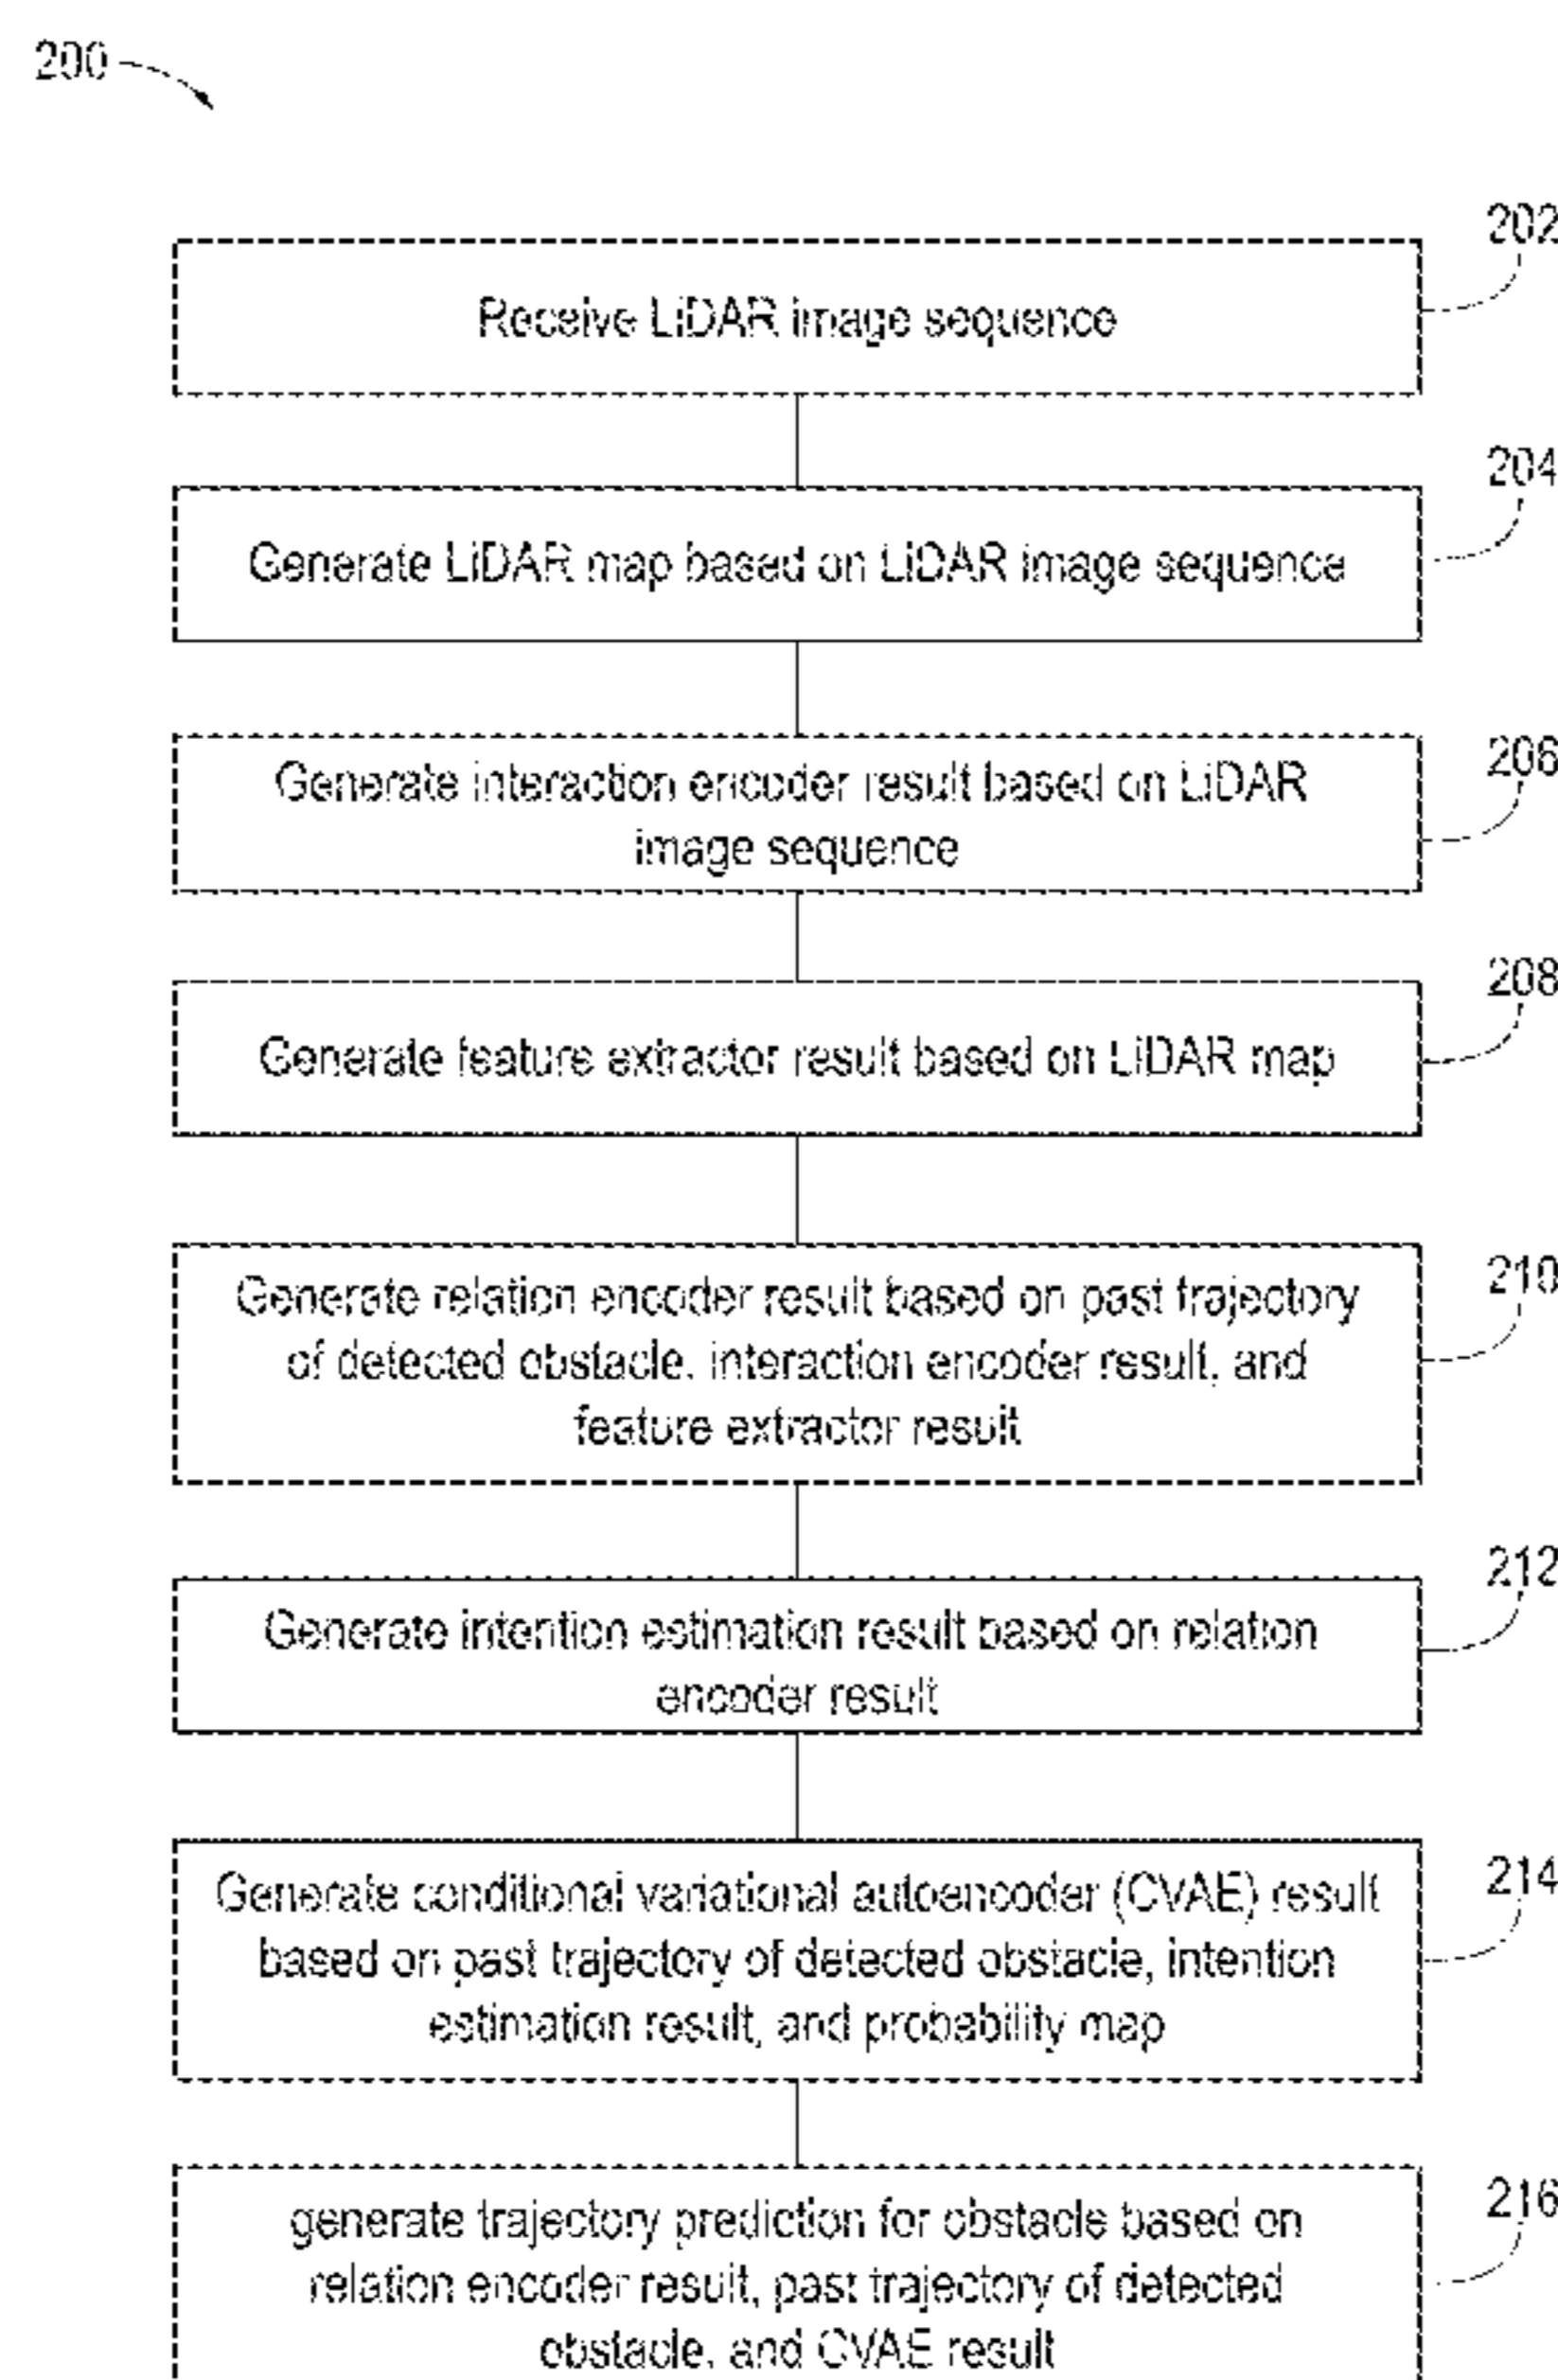 200
202
Receive LiDAR image sequence
204
Generate LiDAR map based on LiDAR image sequence
206
Generate interaction encoder result based on LiDAR
image sequence
208
Generate feature extractor result based on LiDAR map
210
Generate relation encoder result based on past trajectory
of detected obstacle, interaction encoder result, and
feature extractor result
212
Generate intention estimation result based on relation
encoder result
214
Generate conditional variational autoencoder (CVAE) result
based on past trajectory of detected obstacle, intention
estimation result, and probability map
216
generate trajectory prediction for obstacle based on
relation encoder result, past trajectory of detected
obstacle, and CVAE result